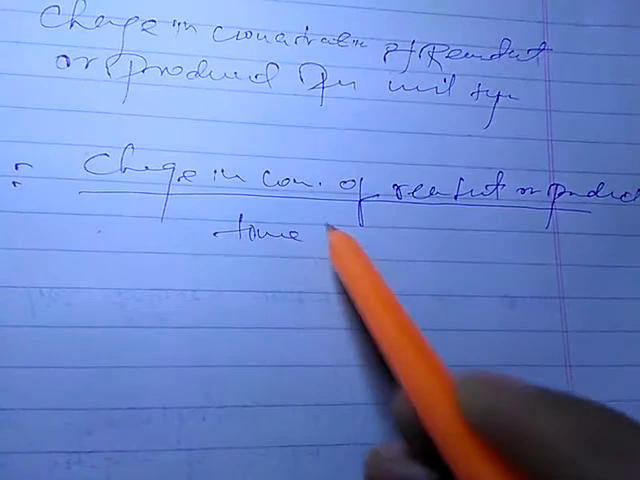 Change in concentration of Reactant
or product per unit time
= Change in con. of reactant or product
time